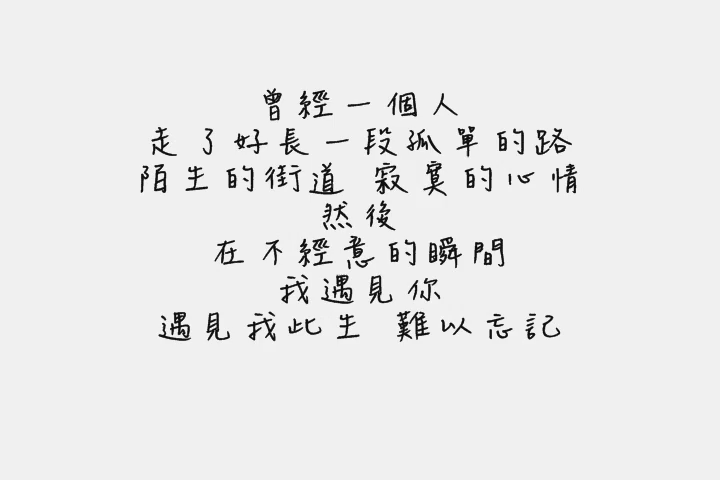 曾經一個人
走了好長一段孤單的路
陌生的街道 寂寞的心情
然後
在不經意的瞬間
我遇見你
遇見我此生 難以忘記